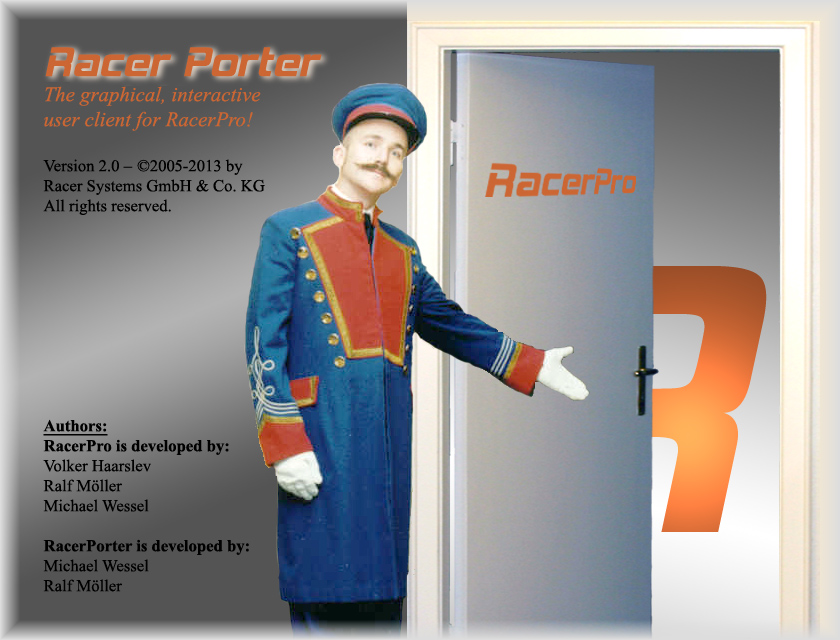 Racer Porter
The graphical, interactive
user client for RacerPro!
Version 2.0 – ©2005-2013 by
Racer Systems GmbH & Co. KG
All rights reserved.
RacerPro
R
Authors:
RacerPro is developed by:
Volker Haarslev
Ralf Möller
Michael Wessel
RacerPorter is developed by:
Michael Wessel
Ralf Möller